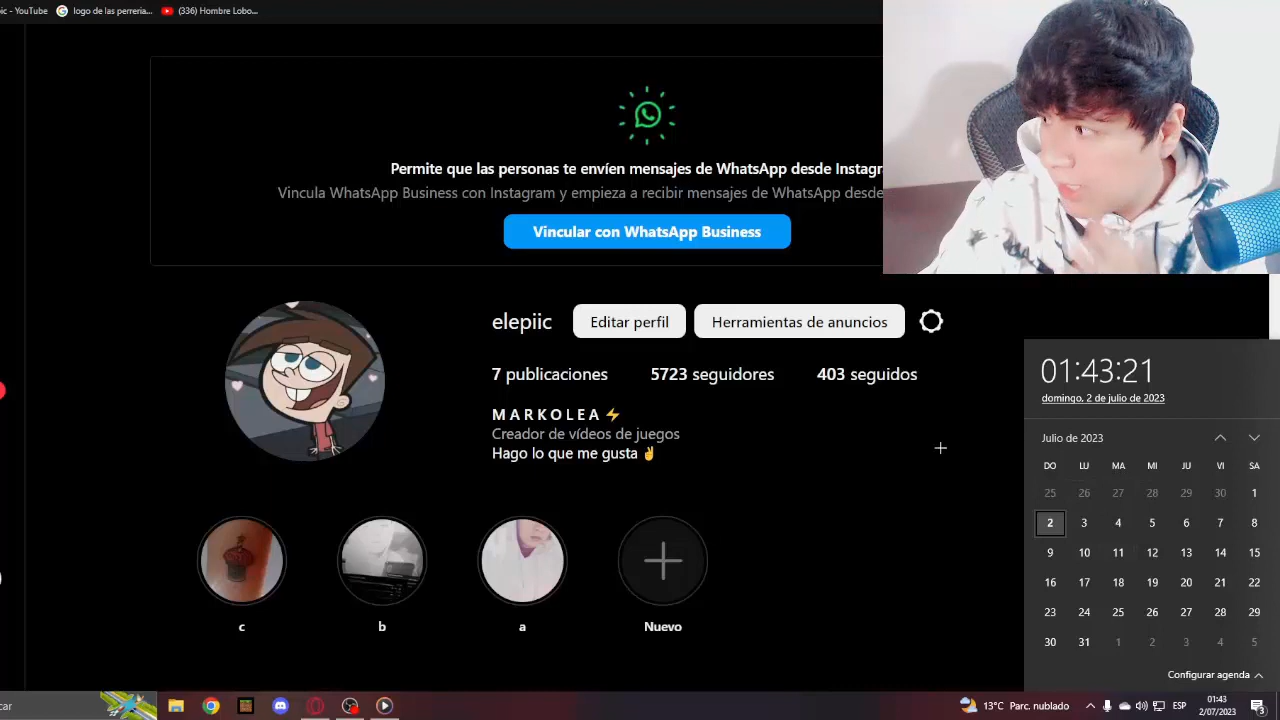 ic - YouTube
logo de las perreria...
(336) Hombre Lobo...
Permite que las personas te envíen mensajes de WhatsApp desde Instagr
Vincula WhatsApp Business con Instagram y empieza a recibir mensajes de WhatsApp desde
Vincular con WhatsApp Business
elepiic
Editar perfil
Herramientas de anuncios
7 publicaciones
5723 seguidores
403 seguidos
M A R K O L E A ⚡
Creador de vídeos de juegos
Hago lo que me gusta ✌
c
b
a
Nuevo
01:43:21
domingo, 2 de julio de 2023
Julio de 2023
DO LU MA MI JU VI SA
25 26 27 28 29 30 1
2 3 4 5 6 7 8
9 10 11 12 13 14 15
16 17 18 19 20 21 22
23 24 25 26 27 28 29
30 31 1 2 3 4 5
Configurar agenda
car
13°C Parc. nublado
ESP
01:43
2/07/2023
3